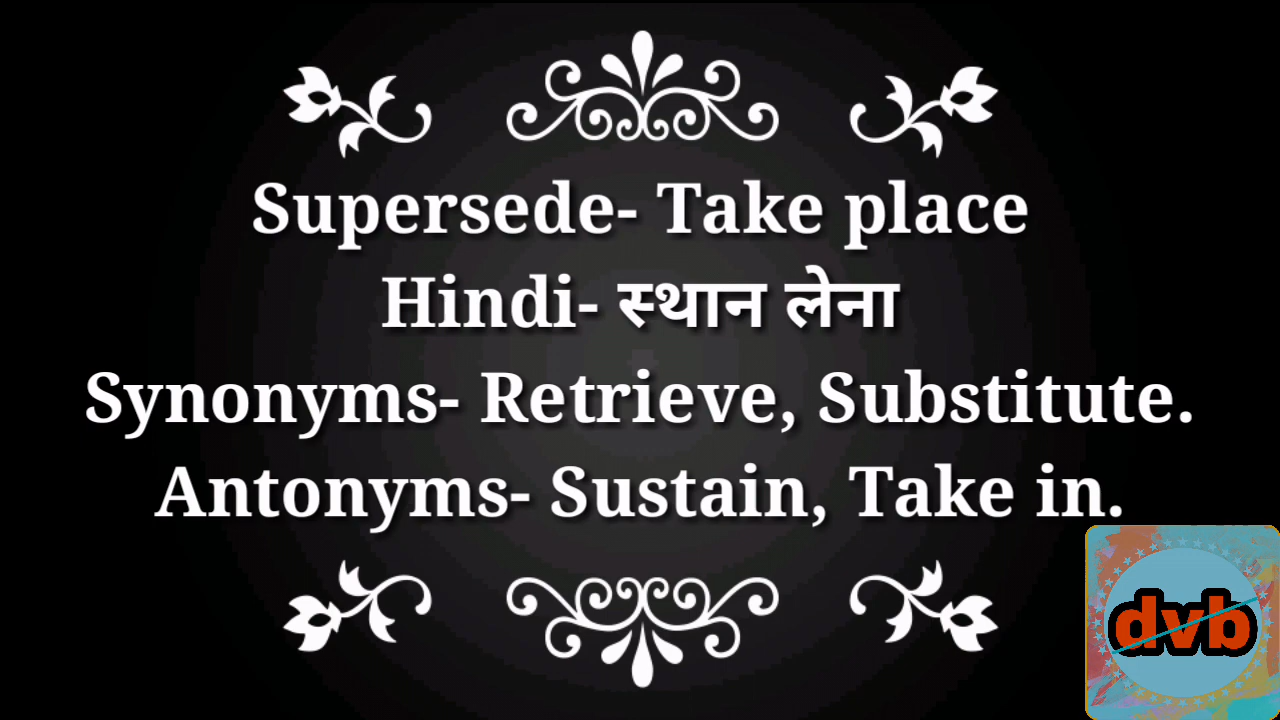 Supersede- Take place
Hindi- स्थान लेना
Synonyms- Retrieve, Substitute.
Antonyms- Sustain, Take in.
dvb